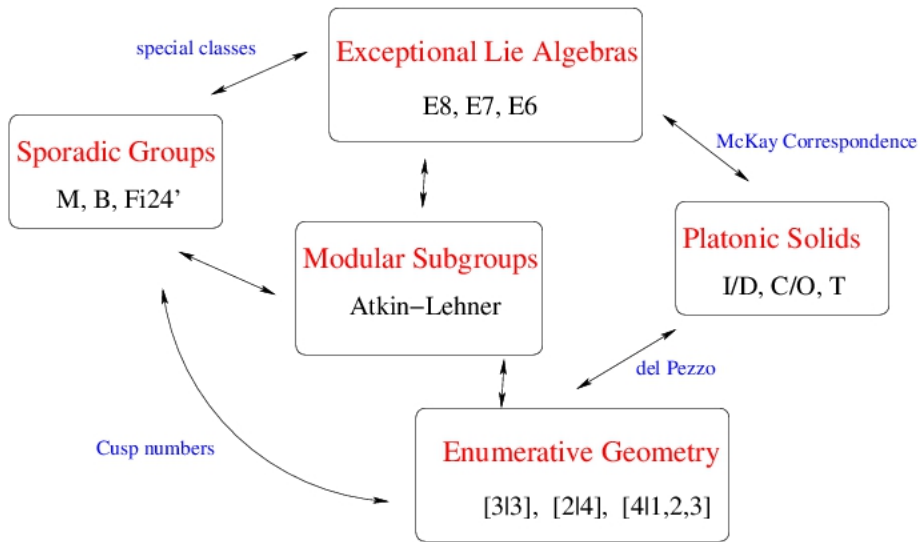 special classes
Exceptional Lie Algebras
E8, E7, E6
McKay Correspondence
Sporadic Groups
M, B, Fi24'
Modular Subgroups
Atkin−Lehner
Platonic Solids
I/D, C/O, T
del Pezzo
Cusp numbers
Enumerative Geometry
[3|3], [2|4], [4|1,2,3]